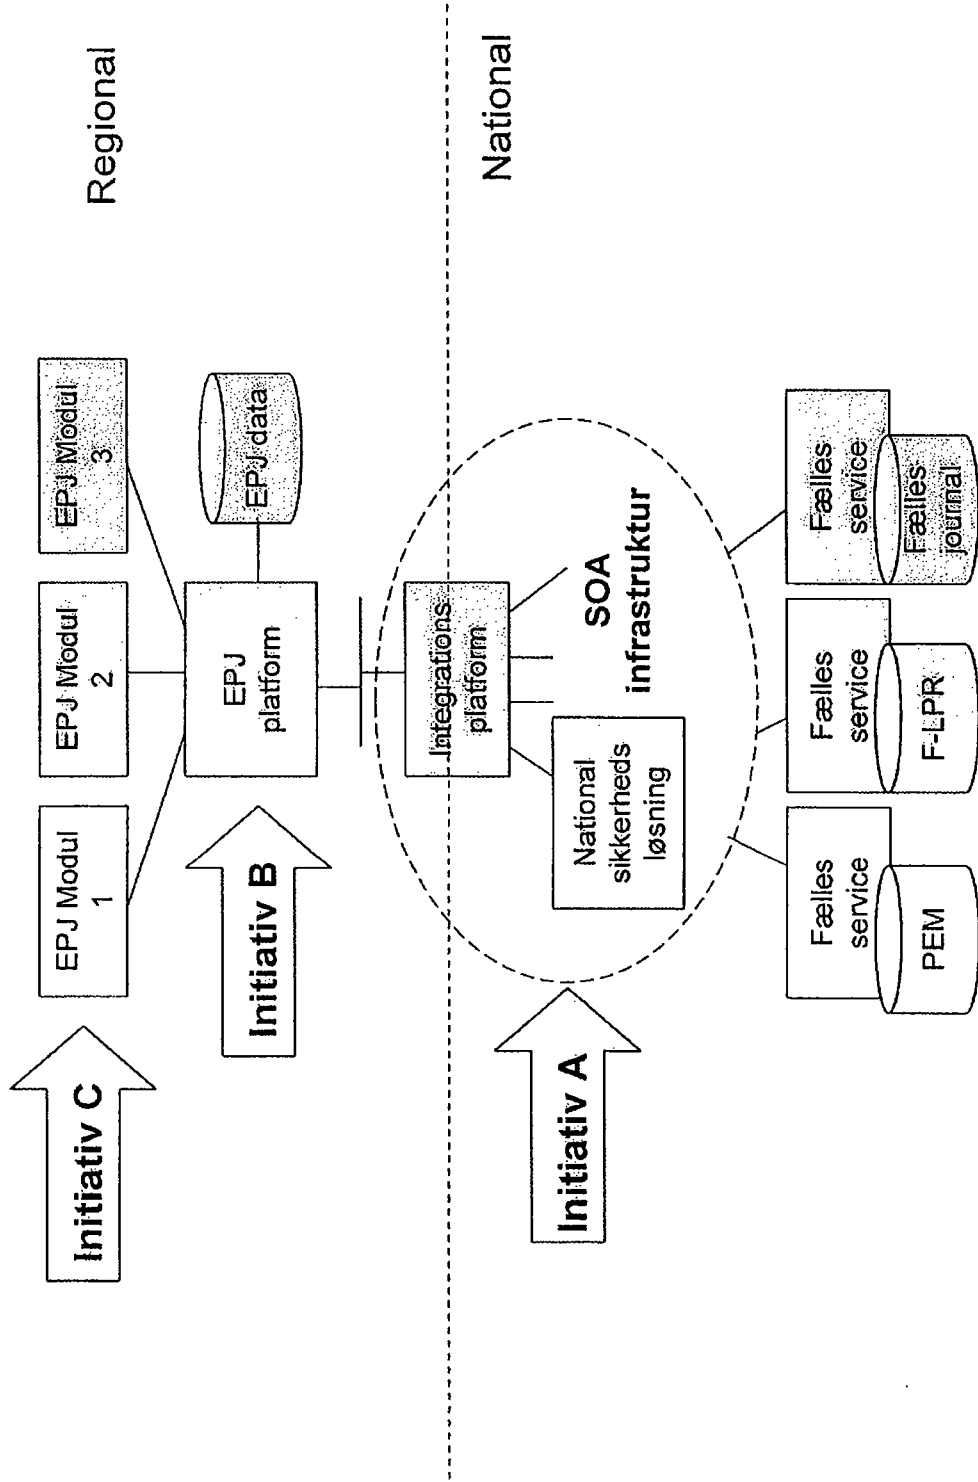 Regional
Initiativ C
EPJ Modul
1
EPJ Modul
2
EPJ Modul
3
Initiativ B
EPJ
platform
EPJ data
National
Integrations
platform
Initiativ A
National
sikkerheds
løsning
SOA
infrastruktur
Fælles
service
PEM
Fælles
service
F-LPR
Fælles
service
Fælles
journal